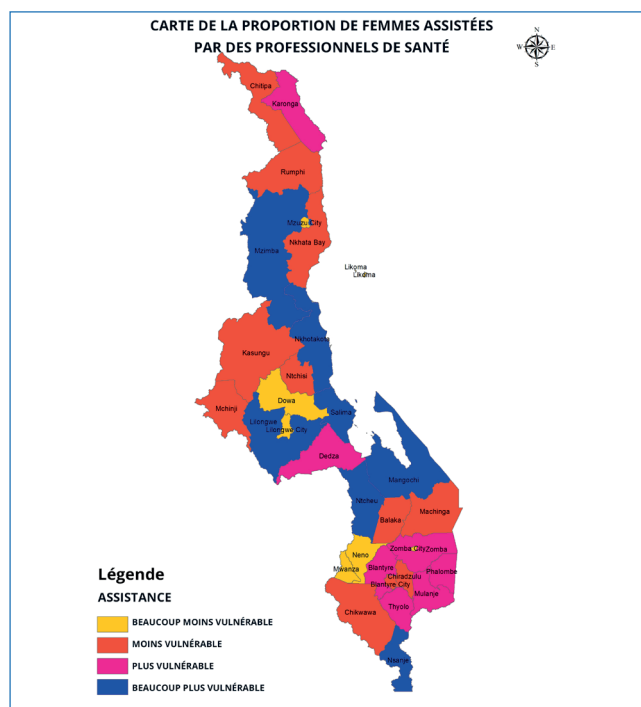 CARTE DE LA PROPORTION DE FEMMES ASSISTÉES
PAR DES PROFESSIONNELS DE SANTÉ
N
W E
S
Chitipa
Karonga
Rumphi
Mzuzu City
Mzimba
Nkhata Bay
Likoma
Likoma
Nkhotakota
Kasungu
Ntchisi
Dowa
Mchinji
Salima
Lilongwe
Lilongwe City
Dedza
Mangochi
Ntcheu
Machinga
Balaka
Zomba City
Zomba
Neno
Mwanza
Blantyre
Phalombe
Chiradzulu
Blantyre City
Mulanje
Thyolo
Chikwawa
Nsanje
Légende
ASSISTANCE
BEAUCOUP MOINS VULNÉRABLE
MOINS VULNÉRABLE
PLUS VULNÉRABLE
BEAUCOUP PLUS VULNÉRABLE